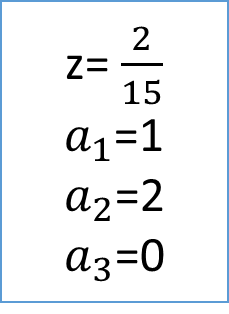 z= 2/15
a₁=1
a₂=2
a₃=0